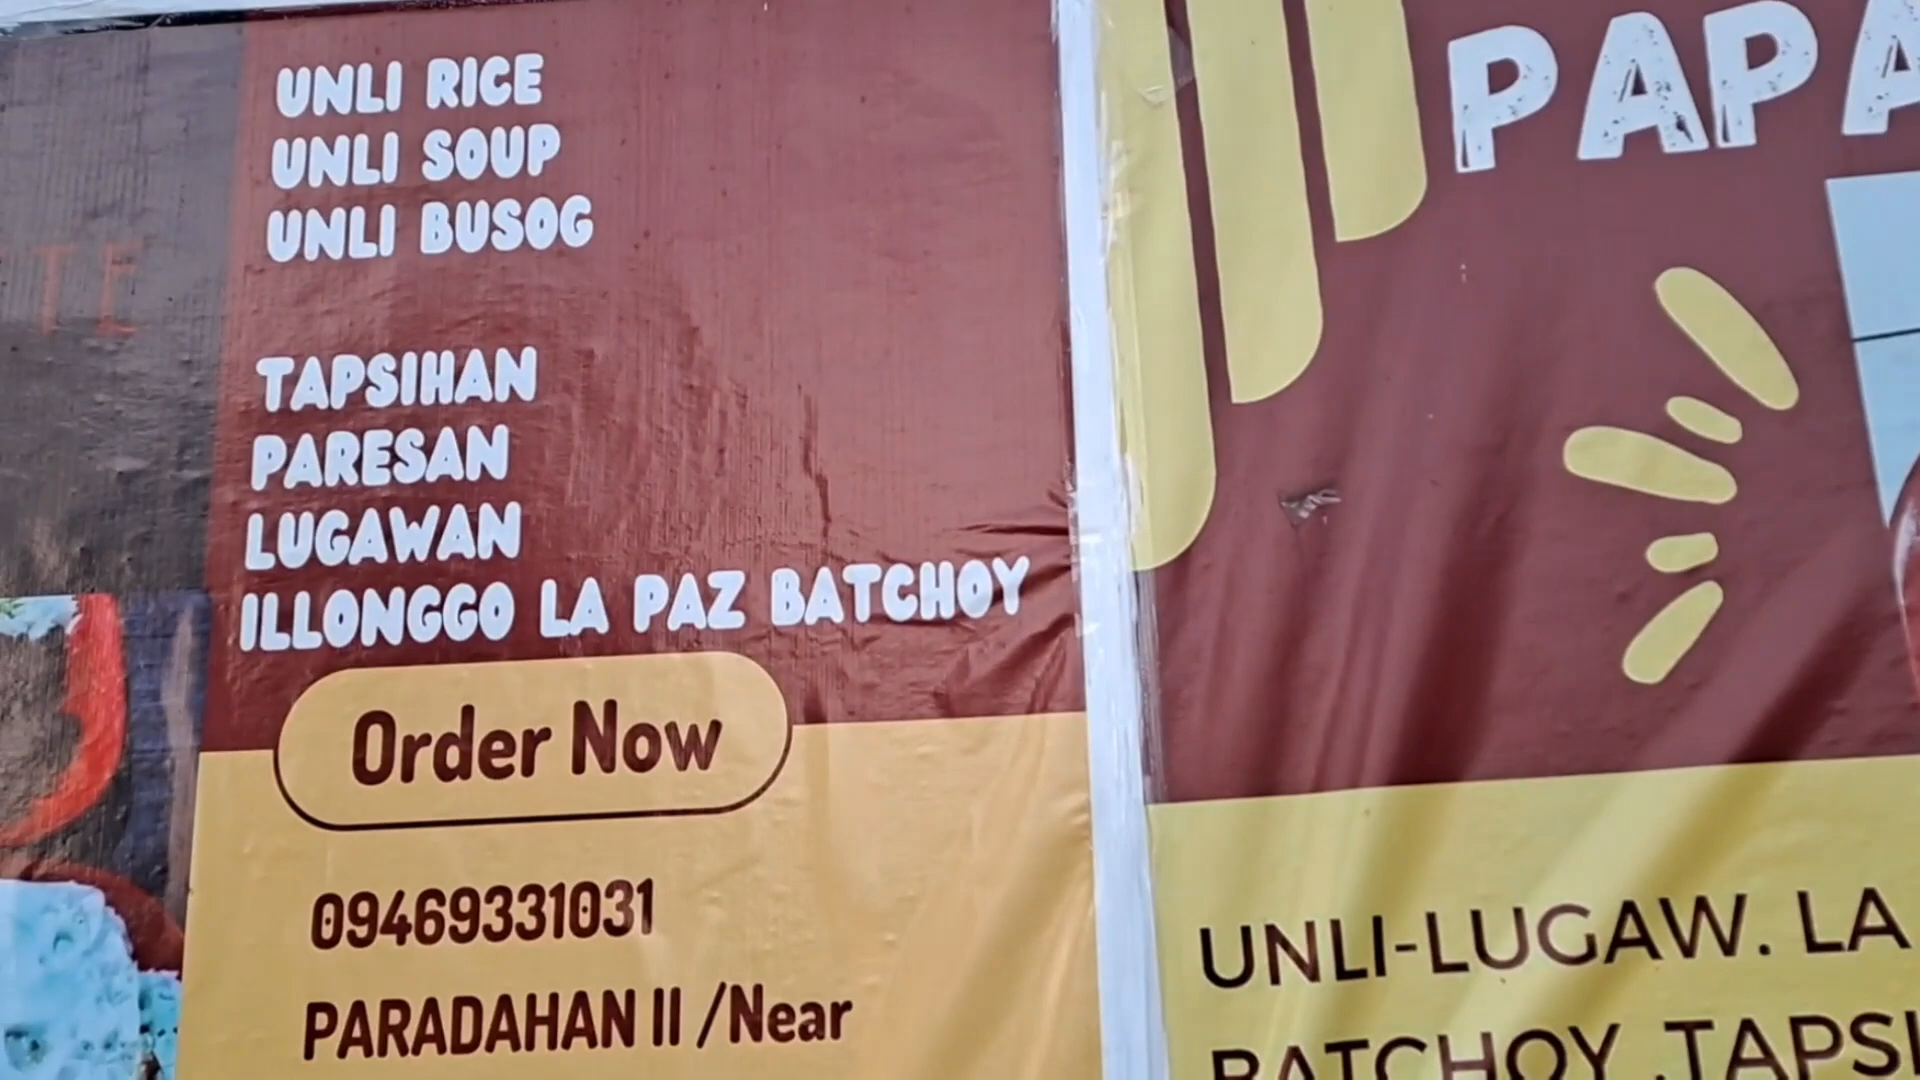 UNLI RICE
UNLI SOUP
UNLI BUSOG
TAPSIHAN
PARESAN
LUGAWAN
ILLONGGO LA PAZ BATCHOY
Order Now
09469331031
PARADAHAN II /Near
PAPA
UNLI-LUGAW. LA
BATCHOY .TAPSI